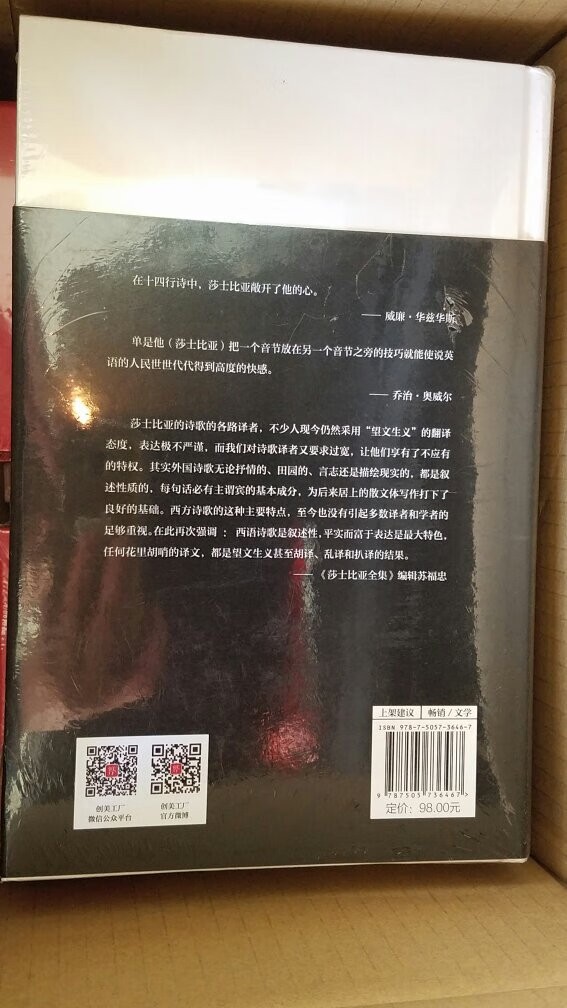 在十四行诗中，莎士比亚敞开了他的心。
—— 威廉·华兹华斯
单是他（莎士比亚）把一个音节放在另一个音节之旁的技巧就能使说英
语的人民世世代代得到高度的快感。
—— 乔治·奥威尔
莎士比亚的诗歌的各路译者，不少人现今仍然采用“望文生义”的翻译
态度，表达极不严谨，而我们对诗歌译者又要求过宽，让他们享有了不应有
的特权。其实外国诗歌无论抒情的、田园的、言志还是描绘现实的，都是叙
述性质的，每句话必有主谓宾的基本成分，为后来居上的散文体写作打下了
良好的基础。西方诗歌的这种主要特点，至今也没有引起多数译者和学者的
足够重视。在此再次强调：西语诗歌是叙述性，平实而富于表达是最大特色，
任何花里胡哨的译文，都是望文生义甚至胡译、乱译和扒译的结果。
——《莎士比亚全集》编辑苏福忠
上架建议 畅销/文学
ISBN 978-7-5057-3646-7
9 787505 736467 >
定价：98.00元
创美工厂
微信公众平台
创美工厂
官方微博